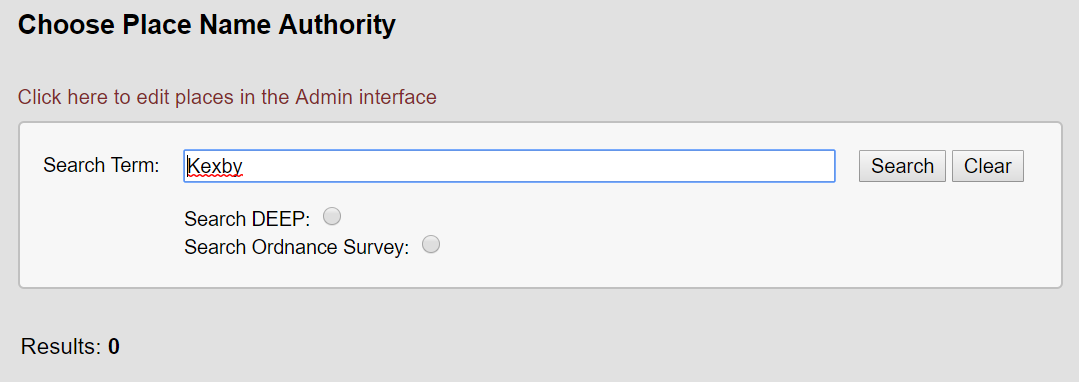 Choose Place Name Authority
Click here to edit places in the Admin interface
Search Term: Kexby Search Clear
Search DEEP:
Search Ordnance Survey:
Results: 0